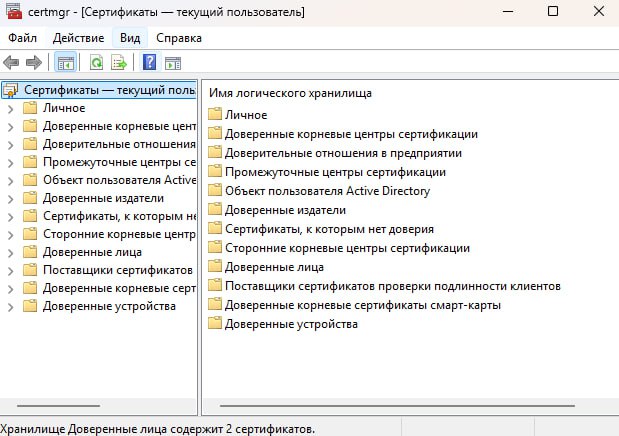 certmgr - [Сертификаты — текущий пользователь]
Файл Действие Вид Справка
Сертификаты — текущий поль
Личное
Доверенные корневые цент
Доверительные отношения
Промежуточные центры се
Объект пользователя Active
Доверенные издатели
Сертификаты, к которым не
Сторонние корневые центр
Доверенные лица
Поставщики сертификатов
Доверенные корневые серт
Доверенные устройства
Имя логического хранилища
Личное
Доверенные корневые центры сертификации
Доверительные отношения в предприятии
Промежуточные центры сертификации
Объект пользователя Active Directory
Доверенные издатели
Сертификаты, к которым нет доверия
Сторонние корневые центры сертификации
Доверенные лица
Поставщики сертификатов проверки подлинности клиентов
Доверенные корневые сертификаты смарт-карты
Доверенные устройства
Хранилище Доверенные лица содержит 2 сертификатов.